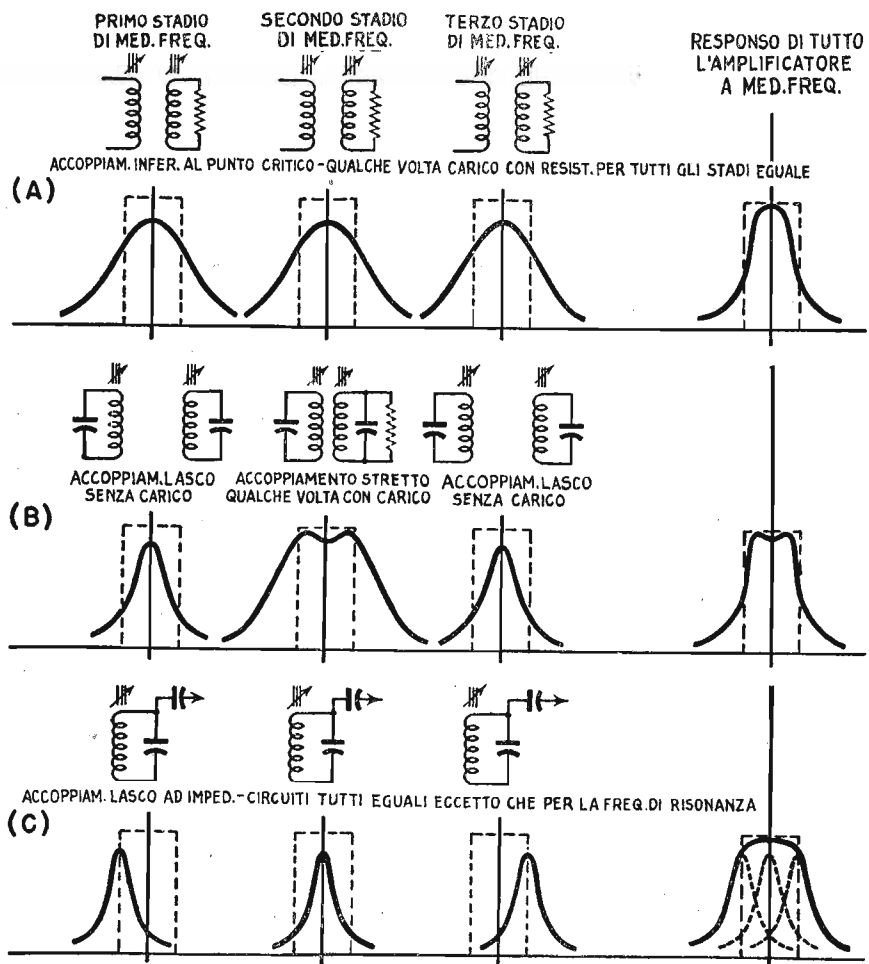 PRIMO STADIO
DI MED.FREQ.
SECONDO STADIO
DI MED.FREQ.
TERZO STADIO
DI MED.FREQ.
RESPONSO DI TUTTO
L'AMPLIFICATORE
A MED.FREQ.
ACCOPPIAM. INFER. AL PUNTO CRITICO-QUALCHE VOLTA CARICO CON RESIST. PER TUTTI GLI STADI EGUALE
(A)
ACCOPPIAM. LASCO
SENZA CARICO
ACCOPPIAMENTO STRETTO
QUALCHE VOLTA CON CARICO
ACCOPPIAM. LASCO
SENZA CARICO
(B)
ACCOPPIAM. LASCO AD IMPED.-CIRCUITI TUTTI EGUALI ECCETTO CHE PER LA FREQ. DI RISONANZA
(C)